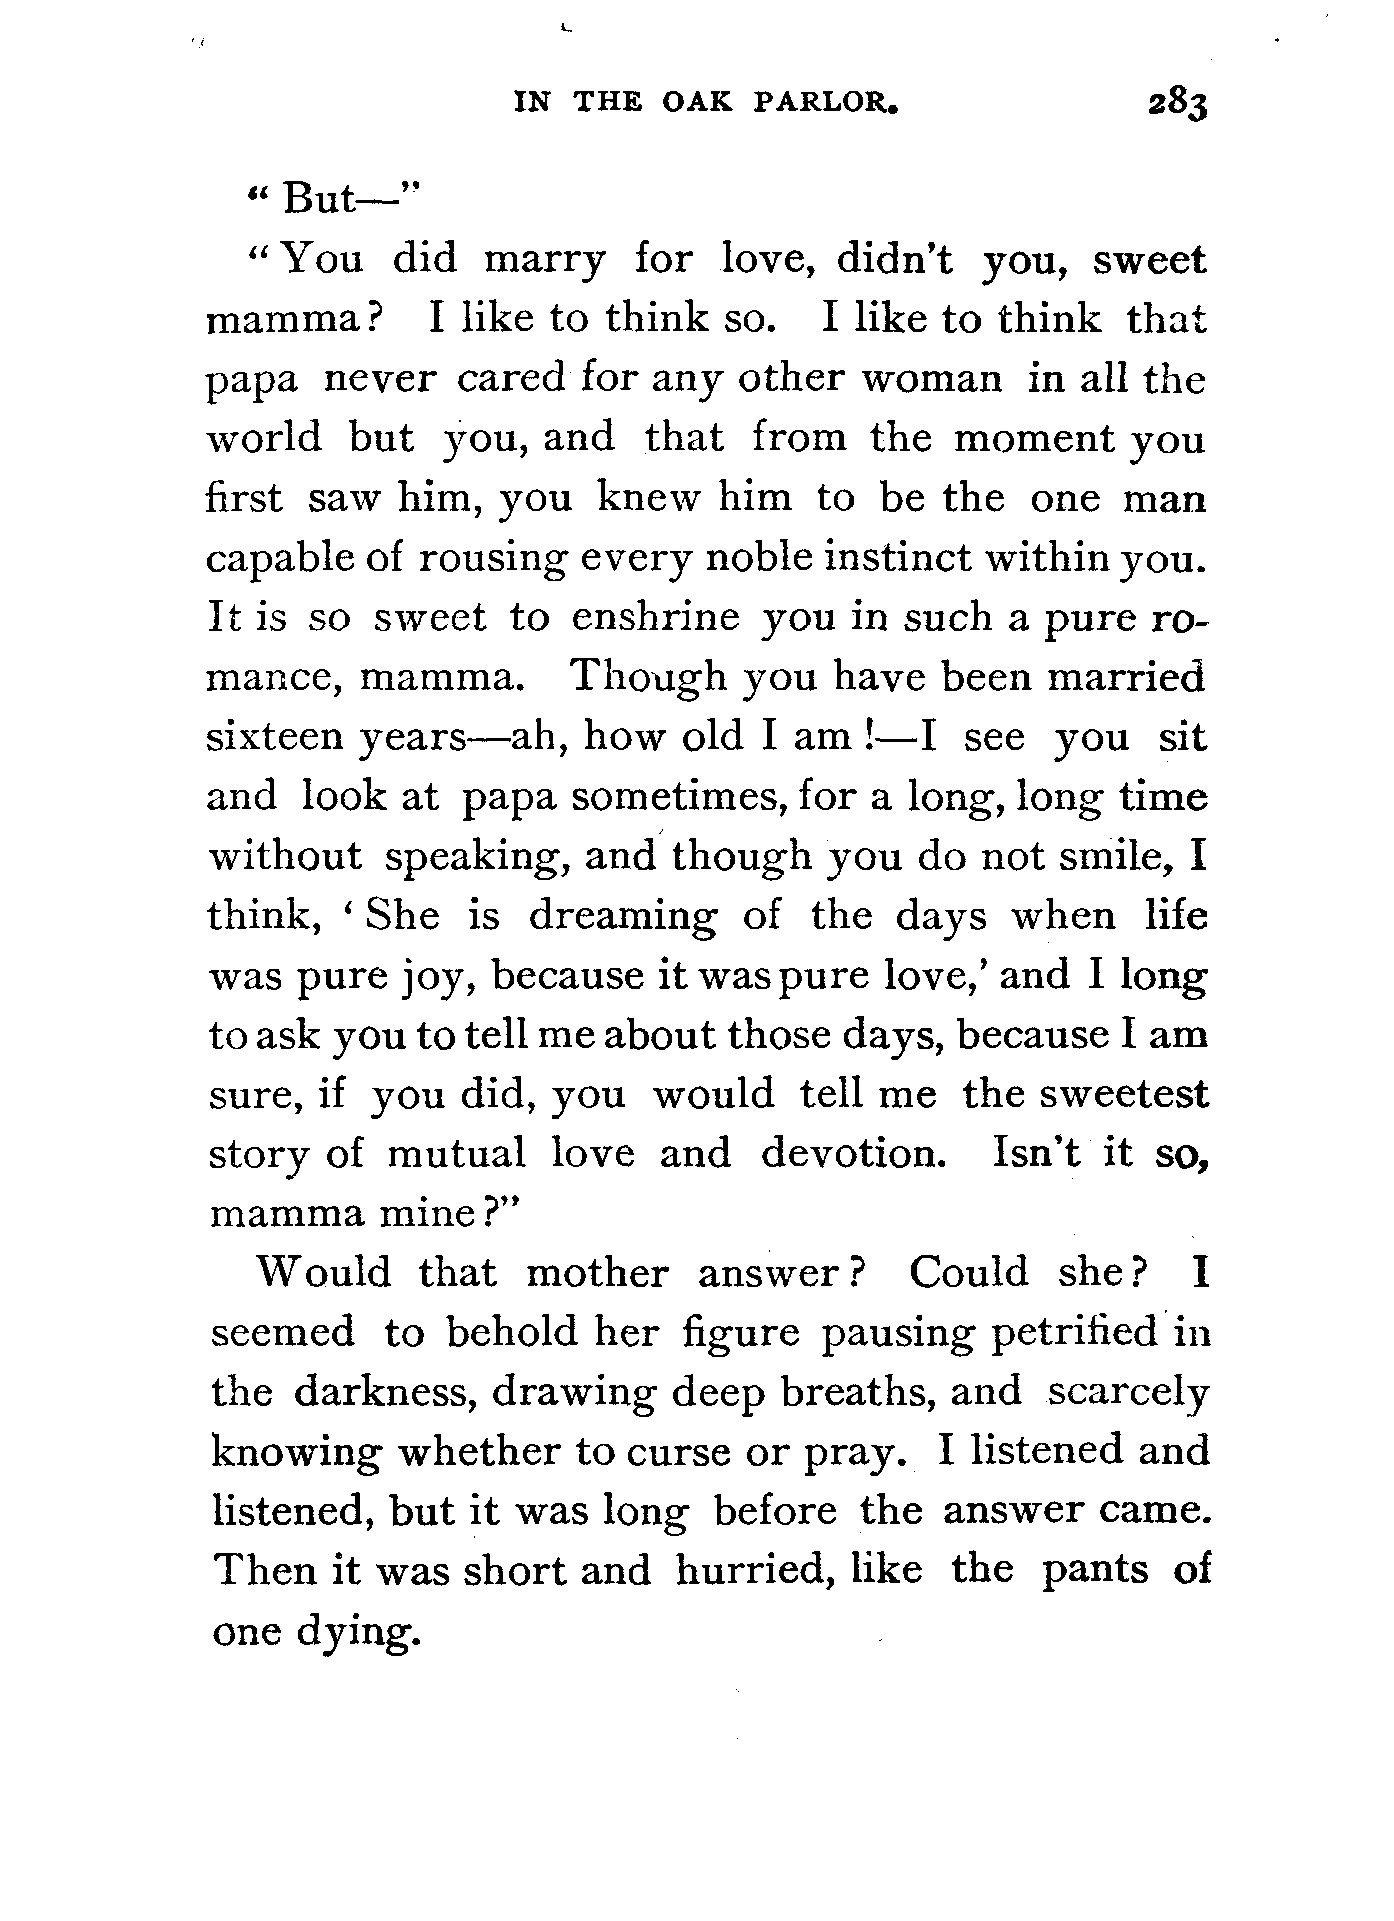 IN THE OAK PARLOR. 283
“ But—”
“ You did marry for love, didn’t you, sweet
mamma? I like to think so. I like to think that
papa never cared for any other woman in all the
world but you, and that from the moment you
first saw him, you knew him to be the one man
capable of rousing every noble instinct within you.
It is so sweet to enshrine you in such a pure ro-
mance, mamma. Though you have been married
sixteen years—ah, how old I am !—I see you sit
and look at papa sometimes, for a long, long time
without speaking, and though you do not smile, I
think, ‘ She is dreaming of the days when life
was pure joy, because it was pure love,’ and I long
to ask you to tell me about those days, because I am
sure, if you did, you would tell me the sweetest
story of mutual love and devotion. Isn’t it so,
mamma mine ?”
Would that mother answer ? Could she ? I
seemed to behold her figure pausing petrified in
the darkness, drawing deep breaths, and scarcely
knowing whether to curse or pray. I listened and
listened, but it was long before the answer came.
Then it was short and hurried, like the pants of
one dying.